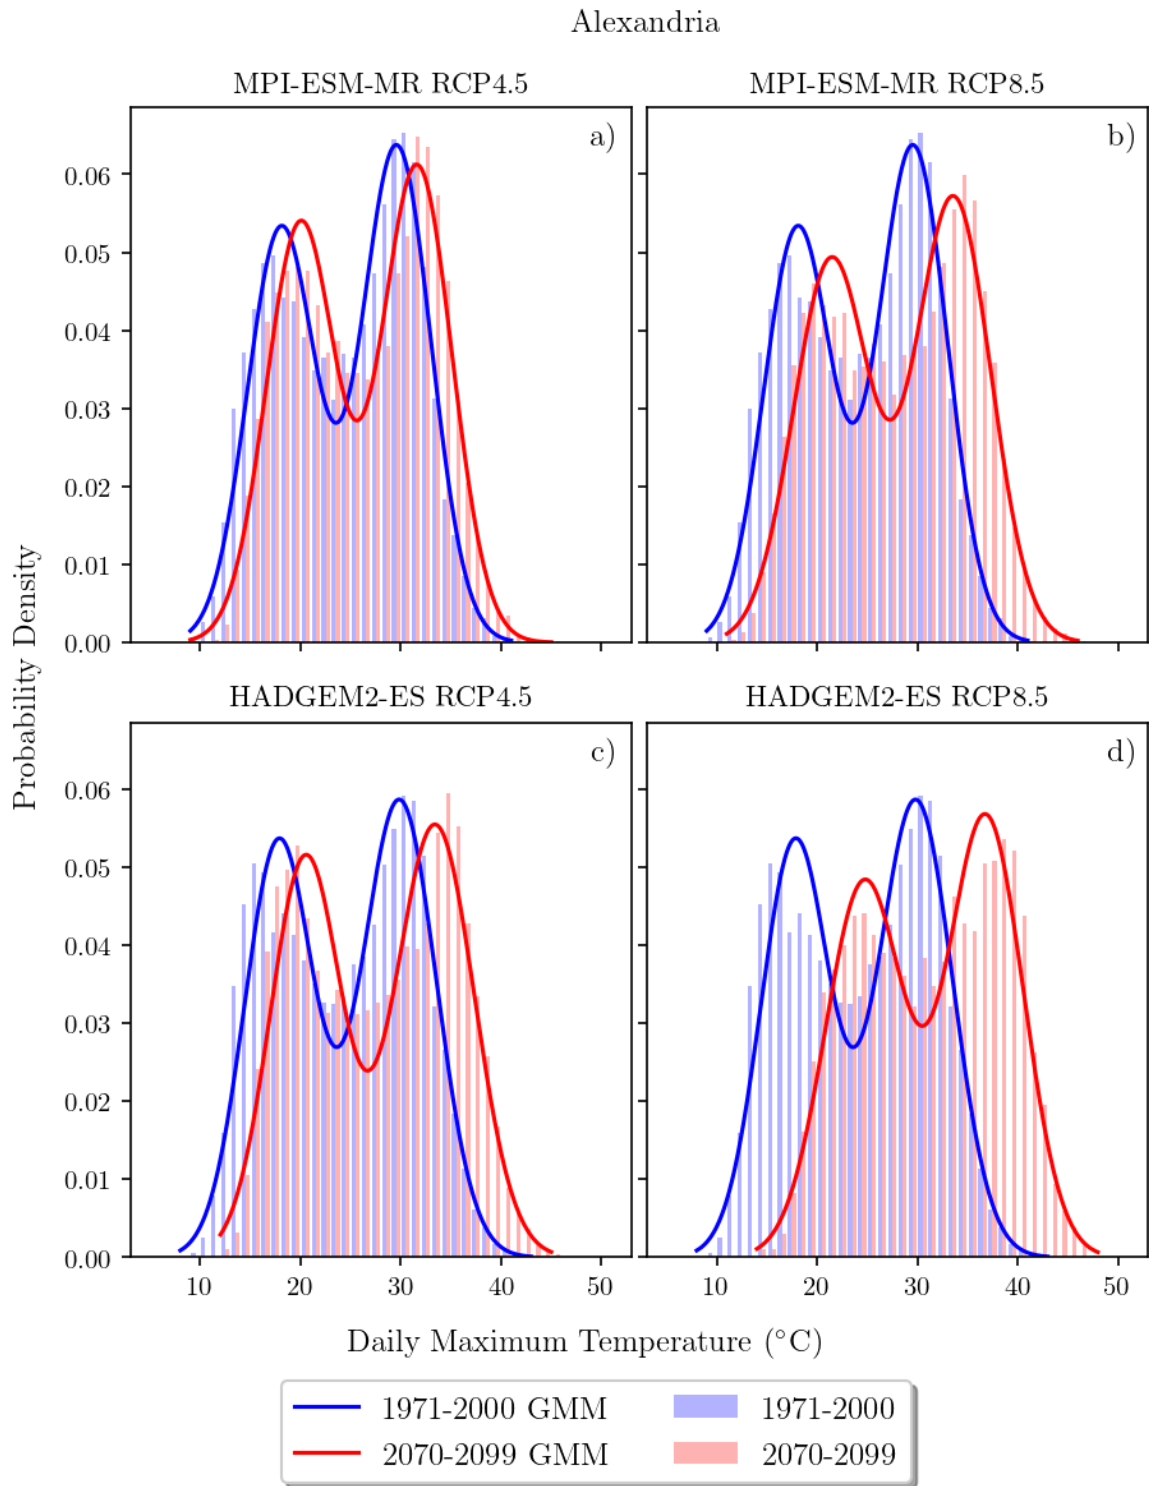 Alexandria
MPI-ESM-MR RCP4.5
MPI-ESM-MR RCP8.5
a)
b)
0.06
0.05
0.04
0.03
0.02
0.01
0.00
10 20 30 40 50
10 20 30 40 50
HADGEM2-ES RCP4.5
HADGEM2-ES RCP8.5
c)
d)
0.06
0.05
0.04
0.03
0.02
0.01
0.00
Probability Density
Daily Maximum Temperature (°C)
1971-2000 GMM
1971-2000
2070-2099 GMM
2070-2099